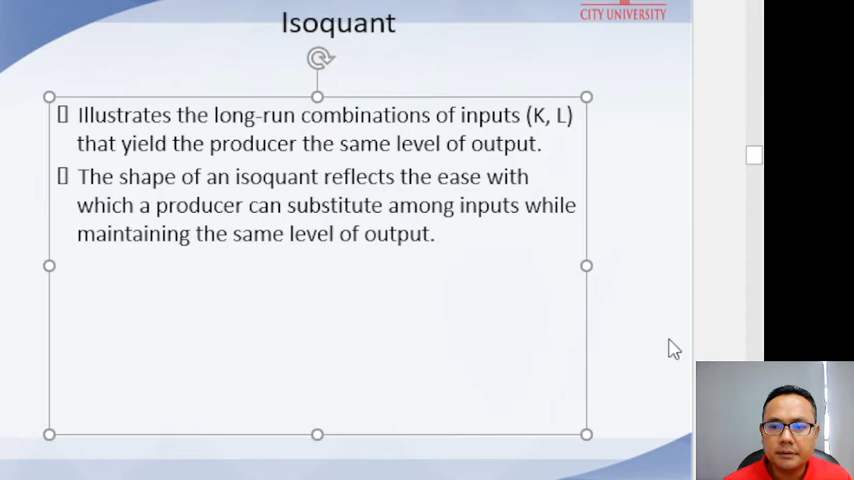 Isoquant
CITY UNIVERSITY
Illustrates the long-run combinations of inputs (K, L)
that yield the producer the same level of output.
The shape of an isoquant reflects the ease with
which a producer can substitute among inputs while
maintaining the same level of output.